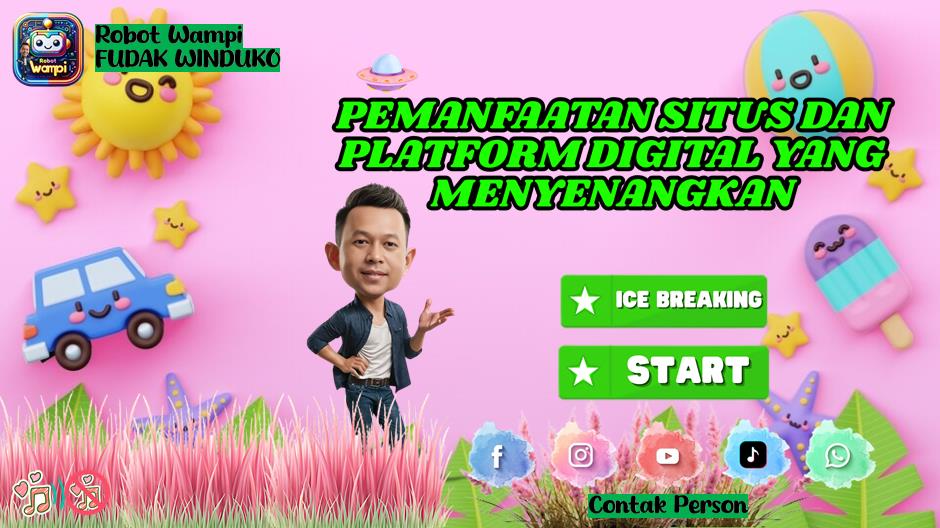 Robot Wampi
FUDAK WINDUKO
Robot
Wampi
PEMANFAATAN SITUS DAN
PLATFORM DIGITAL YANG
MENYENANGKAN
ICE BREAKING
START
Contak Person